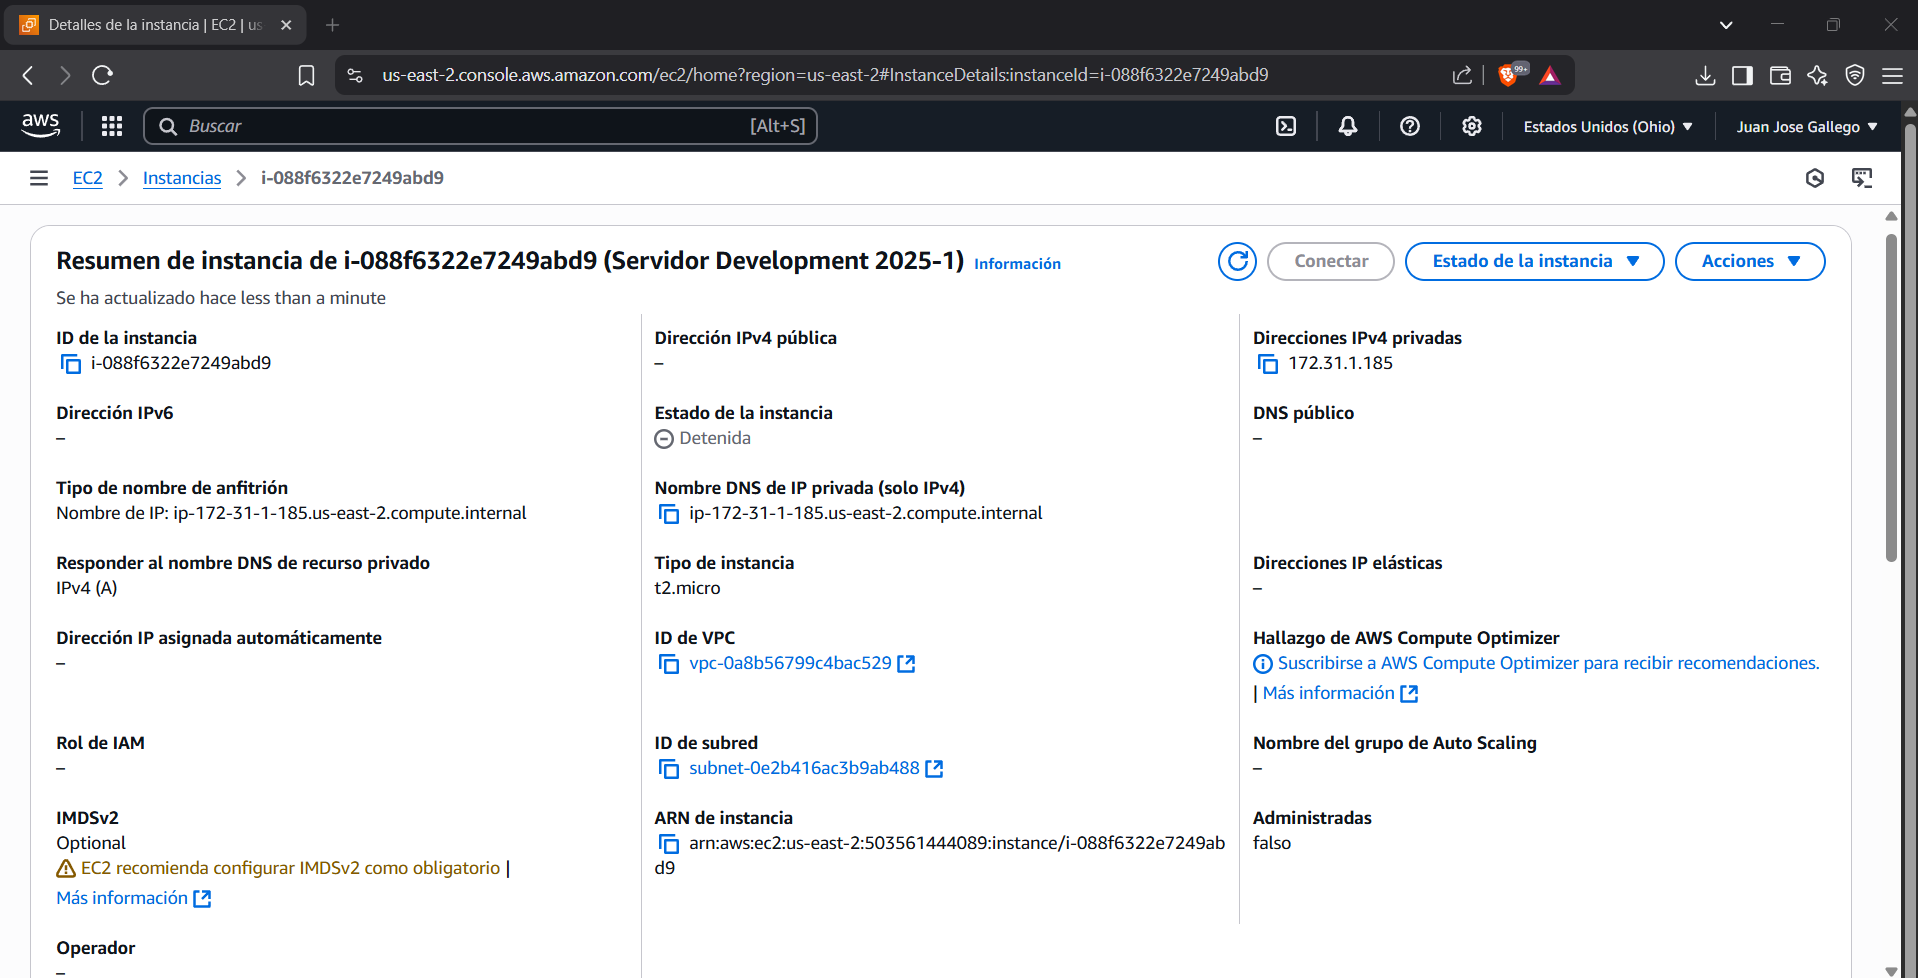 Detalles de la instancia | EC2 | us
us-east-2.console.aws.amazon.com/ec2/home?region=us-east-2#InstanceDetails:instanceId=i-088f6322e7249abd9
99+
aws
Buscar
[Alt+S]
Estados Unidos (Ohio)
Juan Jose Gallego
EC2
Instancias
i-088f6322e7249abd9
Resumen de instancia de i-088f6322e7249abd9 (Servidor Development 2025-1)
Información
Conectar
Estado de la instancia
Acciones
Se ha actualizado hace less than a minute
ID de la instancia
i-088f6322e7249abd9
Dirección IPv4 pública
–
Direcciones IPv4 privadas
172.31.1.185
Dirección IPv6
–
Estado de la instancia
Detenida
DNS público
–
Tipo de nombre de anfitrión
Nombre de IP: ip-172-31-1-185.us-east-2.compute.internal
Nombre DNS de IP privada (solo IPv4)
ip-172-31-1-185.us-east-2.compute.internal
Responder al nombre DNS de recurso privado
IPv4 (A)
Tipo de instancia
t2.micro
Direcciones IP elásticas
–
Dirección IP asignada automáticamente
–
ID de VPC
vpc-0a8b56799c4bac529
Hallazgo de AWS Compute Optimizer
Suscribirse a AWS Compute Optimizer para recibir recomendaciones.
| Más información
Rol de IAM
–
ID de subred
subnet-0e2b416ac3b9ab488
Nombre del grupo de Auto Scaling
–
IMDSv2
Optional
EC2 recomienda configurar IMDSv2 como obligatorio |
Más información
ARN de instancia
arn:aws:ec2:us-east-2:503561444089:instance/i-088f6322e7249ab
d9
Administradas
falso
Operador
–